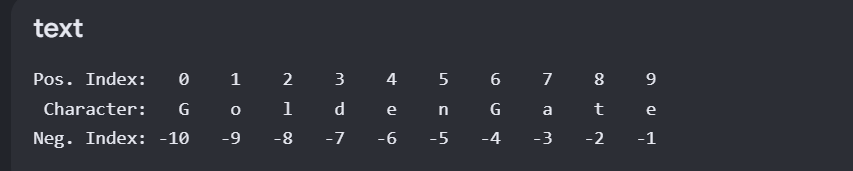 text
Pos. Index:   0    1    2    3    4    5    6    7    8    9
 Character:   G    o    l    d    e    n    G    a    t    e
Neg. Index: -10   -9   -8   -7   -6   -5   -4   -3   -2   -1